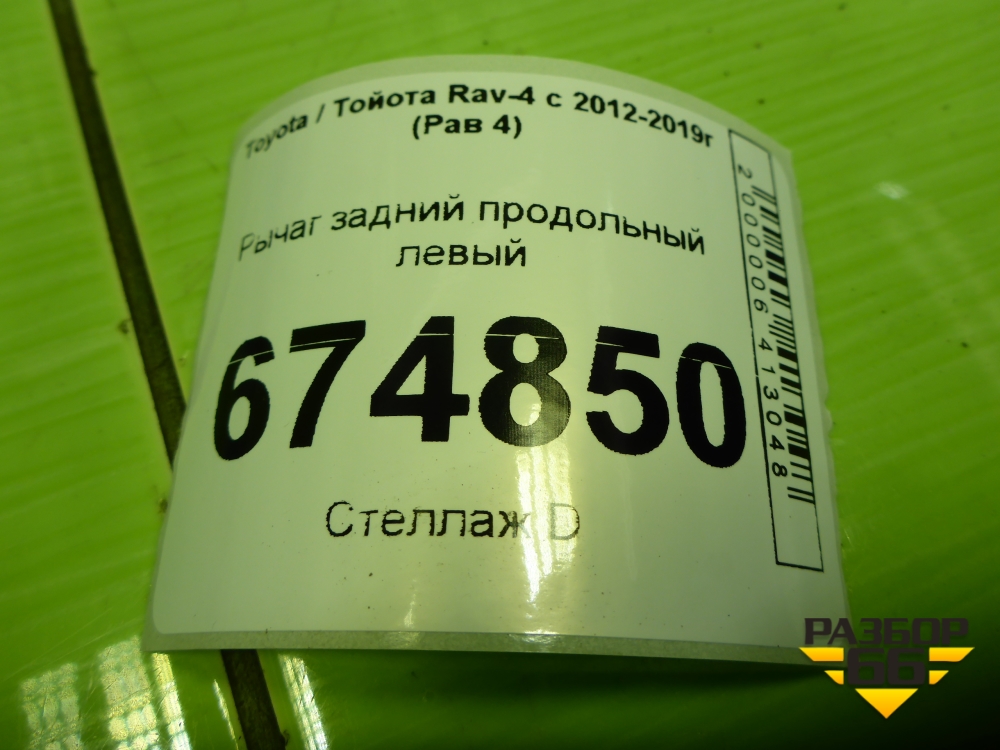 Toyota / Тойота Rav-4 с 2012-2019г
(Рав 4)
Рычаг задний продольный
левый
674850
Стеллаж D
2000006413048
РАЗБОР
66